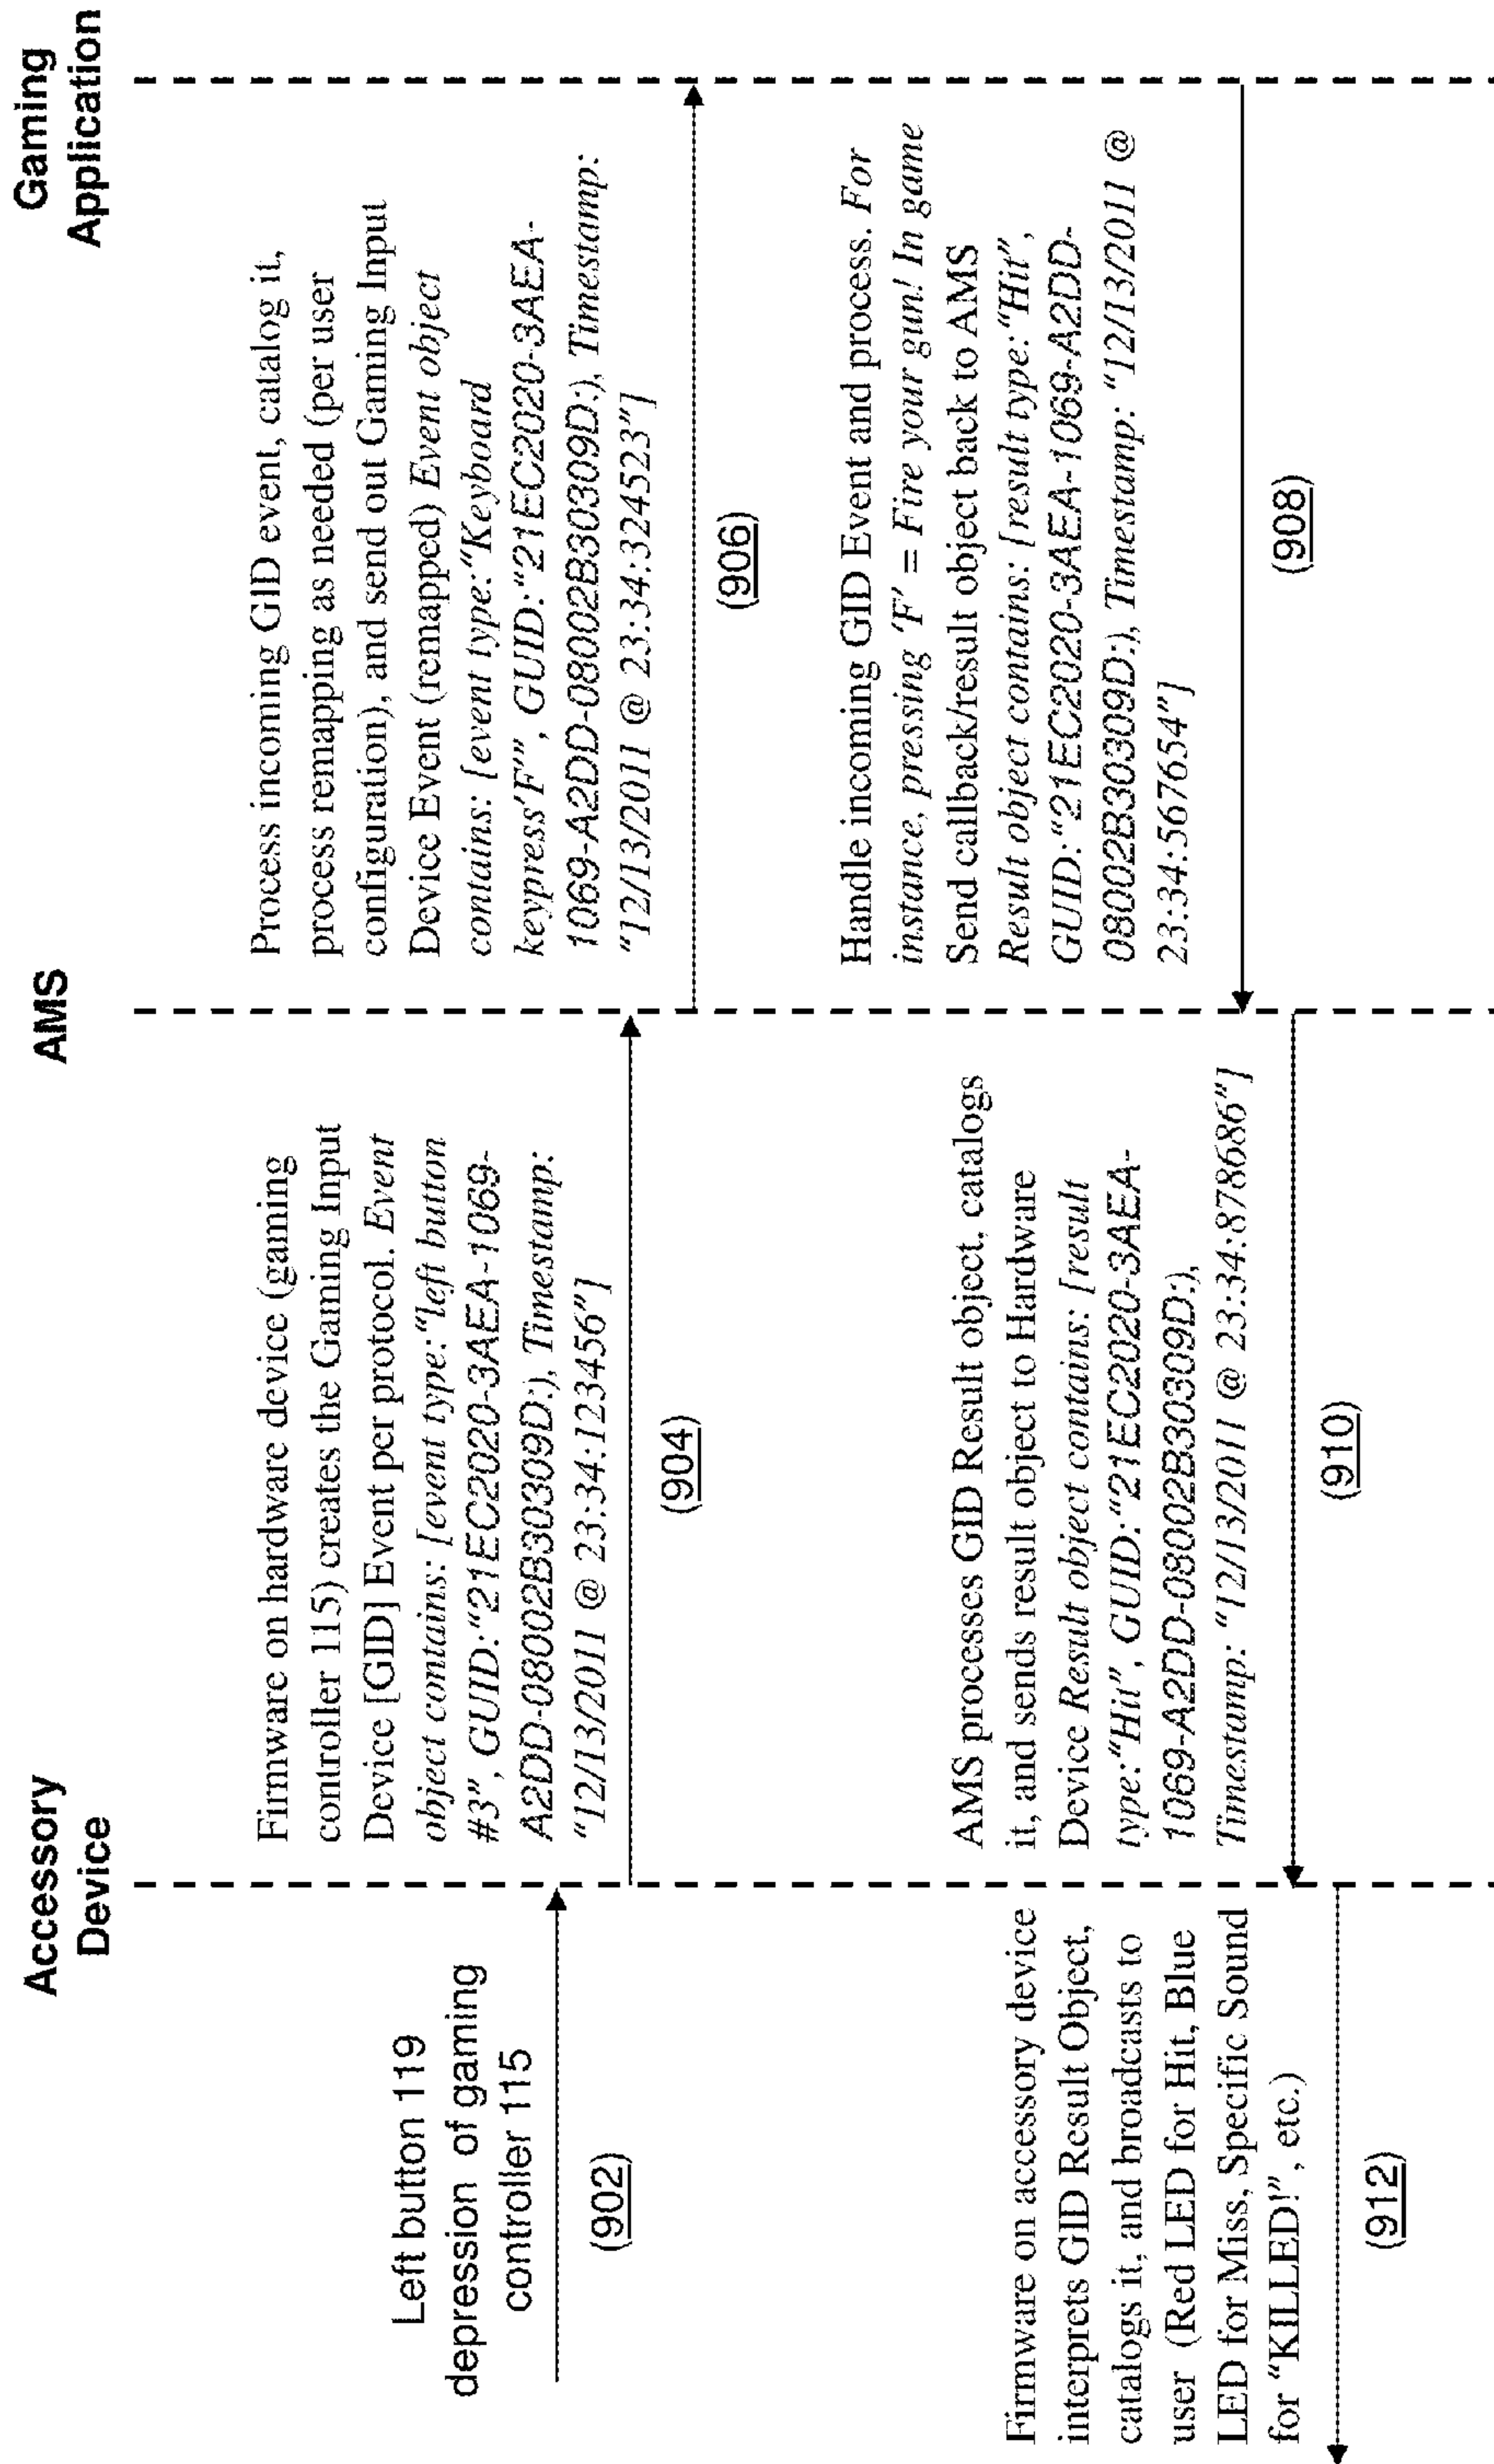 Accessory
Device
AMS
Gaming
Application
Left button 119
depression of gaming
controller 115
(902)
Firmware on hardware device (gaming
controller 115) creates the Gaming Input
Device [GID] Event per protocol. Event
object contains: [event type:"left button
#3", GUID:"21EC2020-3AEA-1069-
A2DD-08002B30309D:), Timestamp:
"12/13/2011 @ 23:34:123456"]
(904)
Process incoming GID event, catalog it,
process remapping as needed (per user
configuration), and send out Gaming Input
Device Event (remapped) Event object
contains: [event type:"Keyboard
keypress'F'", GUID:"21EC2020-3AEA-
1069-A2DD-08002B30309D:), Timestamp:
"12/13/2011 @ 23:34:324523"]
(906)
Handle incoming GID Event and process. For
instance, pressing 'F' = Fire your gun! In game
Send callback/result object back to AMS
Result object contains: [result type:"Hit",
GUID:"21EC2020-3AEA-1069-A2DD-
08002B30309D:), Timestamp: "12/13/2011 @
23:34:567654"]
(908)
AMS processes GID Result object, catalogs
it, and sends result object to Hardware
Device Result object contains: [result
type:"Hit", GUID:"21EC2020-3AEA-
1069-A2DD-08002B30309D:),
Timestamp: "12/13/2011 @ 23:34:878686"]
(910)
Firmware on accessory device
interprets GID Result Object,
catalogs it, and broadcasts to
user (Red LED for Hit, Blue
LED for Miss, Specific Sound
for "KILLED!", etc.)
(912)